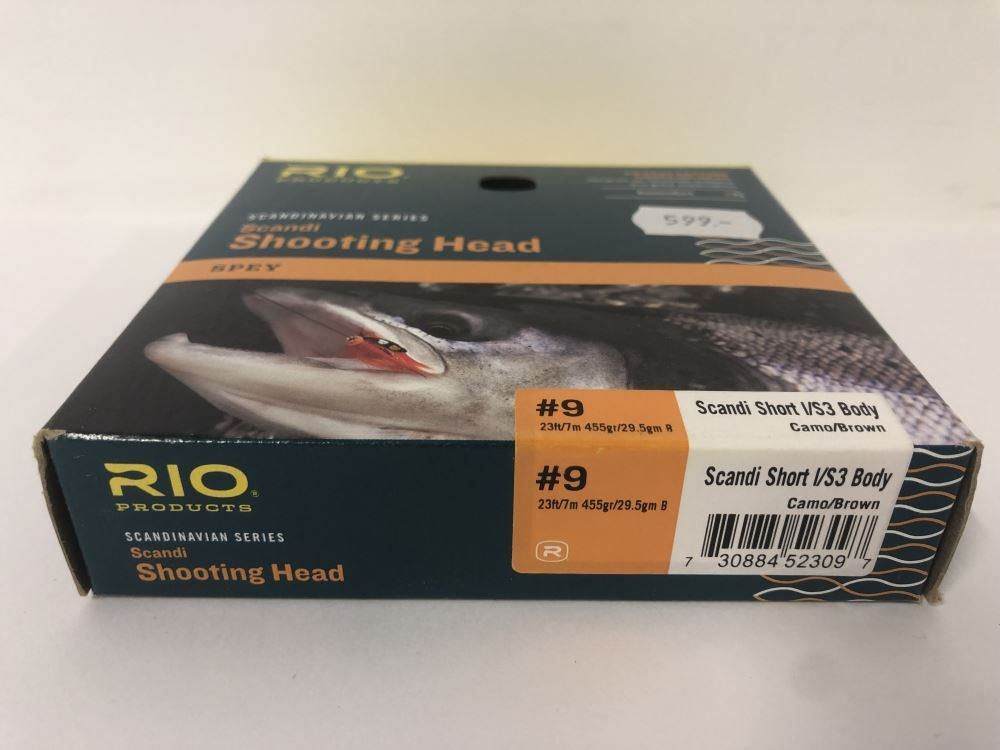 RIO
PRODUCTS
SCANDINAVIAN SERIES
Scandi
Shooting Head
599,-
SPEY
#9
23ft/7m 455gr/29.5gm B
Scandi Short I/S3 Body
Camo/Brown
RIO
PRODUCTS
SCANDINAVIAN SERIES
Scandi
Shooting Head
#9
23ft/7m 455gr/29.5gm B
R
Scandi Short I/S3 Body
Camo/Brown
7 30884 52309 7